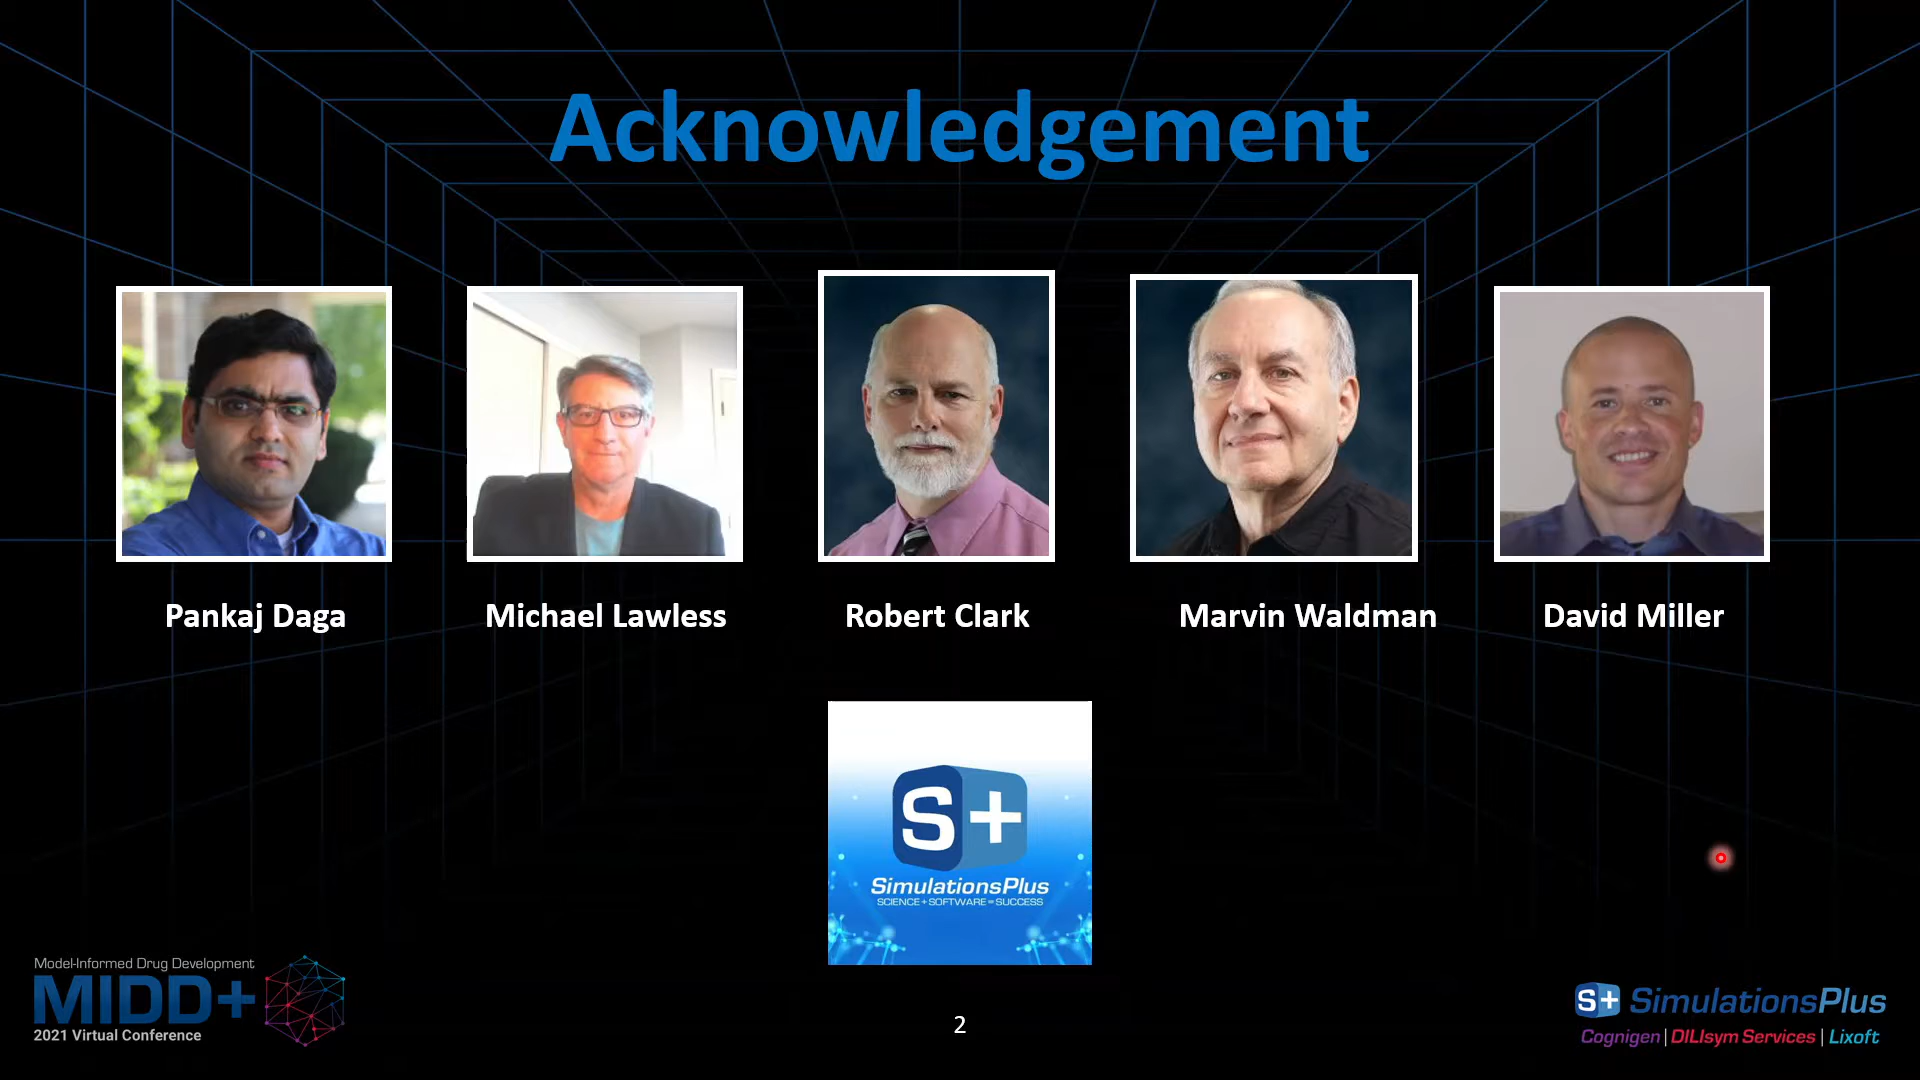 Acknowledgement
Pankaj Daga
Michael Lawless
Robert Clark
Marvin Waldman
David Miller
S+
SimulationsPlus
SCIENCE + SOFTWARE = SUCCESS
Model-Informed Drug Development
MIDD+
2021 Virtual Conference
2
S+ SimulationsPlus
Cognigen | DILIsym Services | Lixoft